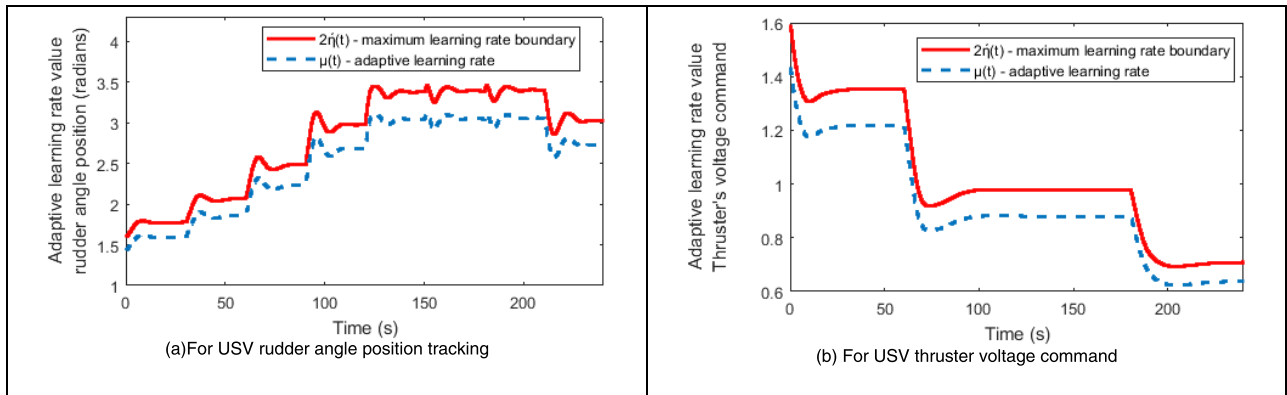 Adaptive learning rate value
rudder angle position (radians)
4
3.5
3
2.5
2
1.5
1
2ή(t) - maximum learning rate boundary
μ(t) - adaptive learning rate
0
50
100
150
200
Time (s)
(a)For USV rudder angle position tracking
Adaptive learning rate value
Thruster's voltage command
1.6
1.4
1.2
1
0.8
0.6
2ή(t) - maximum learning rate boundary
μ(t) - adaptive learning rate
0
50
100
150
200
Time (s)
(b) For USV thruster voltage command